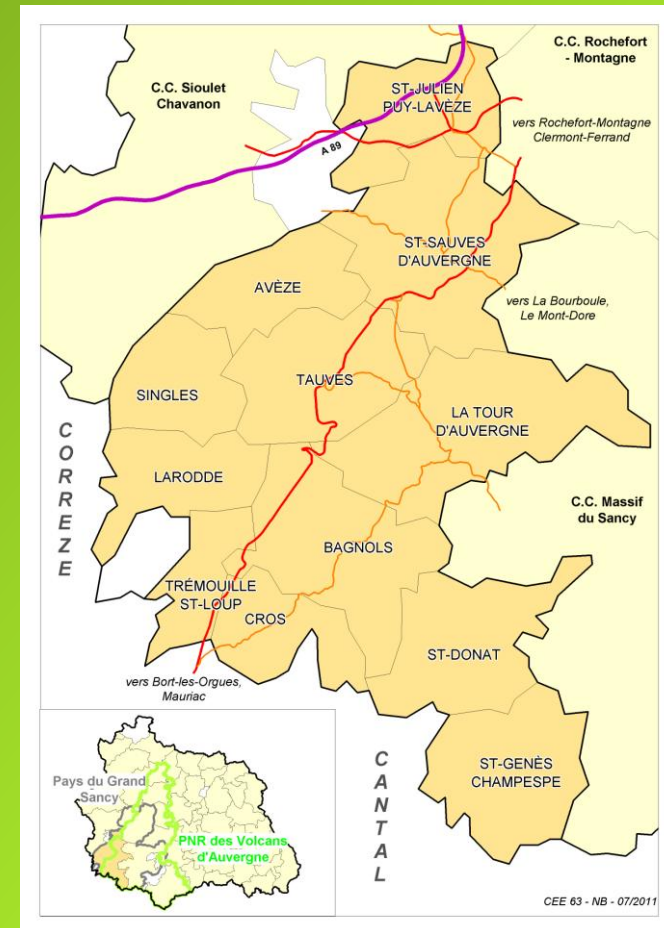 C.C. Rochefort
- Montagne
C.C. Sioulet
Chavanon
ST-JULIEN
PUY-LAVÈZE
vers Rochefort-Montagne
Clermont-Ferrand
A 89
ST-SAUVES
D'AUVERGNE
AVÈZE
vers La Bourboule,
Le Mont-Dore
TAUVES
SINGLES
LA TOUR
D'AUVERGNE
CORREZE
LARODDE
C.C. Massif
du Sancy
BAGNOLS
TRÉMOUILLE
ST-LOUP
CROS
ST-DONAT
vers Bort-les-Orgues,
Mauriac
CANTAL
ST-GENÈS
CHAMPESPE
Pays du Grand
Sancy
PNR des Volcans
d'Auvergne
CEE 63 - NB - 07/2011